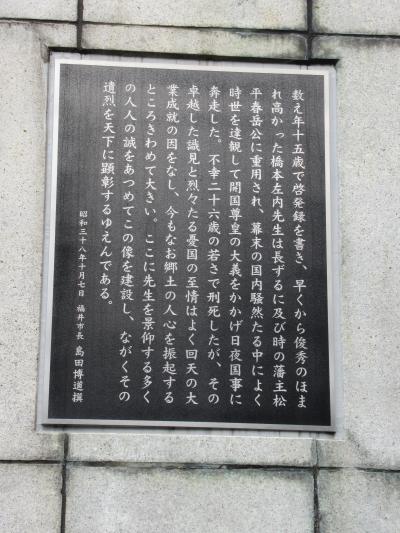 数え年十五歳で啓発録を書き、早くから俊秀のほま
れ高かった橋本左内先生は長ずるに及び時の藩主松
平春岳公に重用され、幕末の国内騒然たる中によく
時世を達観して開国尊皇の大義をかかげ日夜国事に
奔走した。不幸二十六歳の若さで刑死したが、その
卓越した識見と烈々たる憂国の至情はよく回天の大
業成就の因をなし、今もなお郷土の人心を振起する
ところきわめて大きい。ここに先生を景仰する多く
の人人の誠をあつめてこの像を建設し、ながくその
遺烈を天下に顕彰するゆえんである。
昭和三十八年十月七日 福井市長 島田博道撰